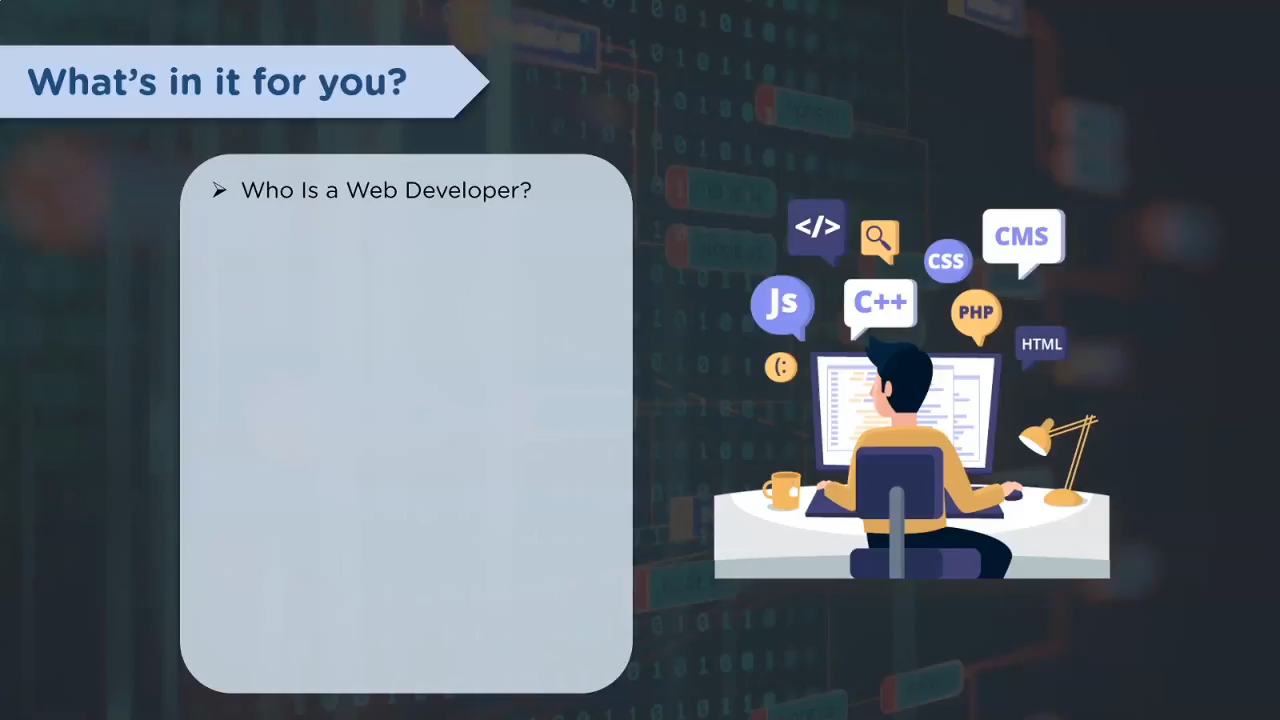 What's in it for you?
➢ Who Is a Web Developer?
</>
CMS
CSS
Js
C++
PHP
HTML
(: